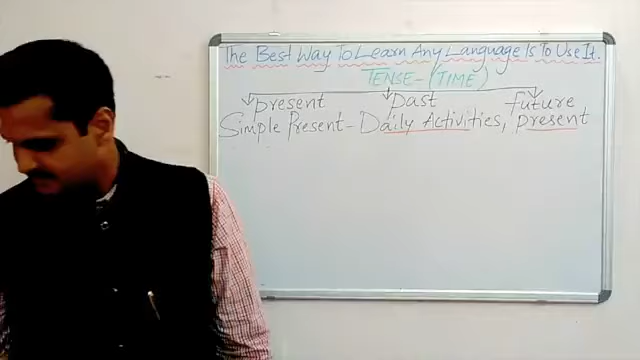 The Best Way To Learn Any Language Is To Use It.
TENSE - (TIME)
present Past future
Simple Present - Daily Activities, present